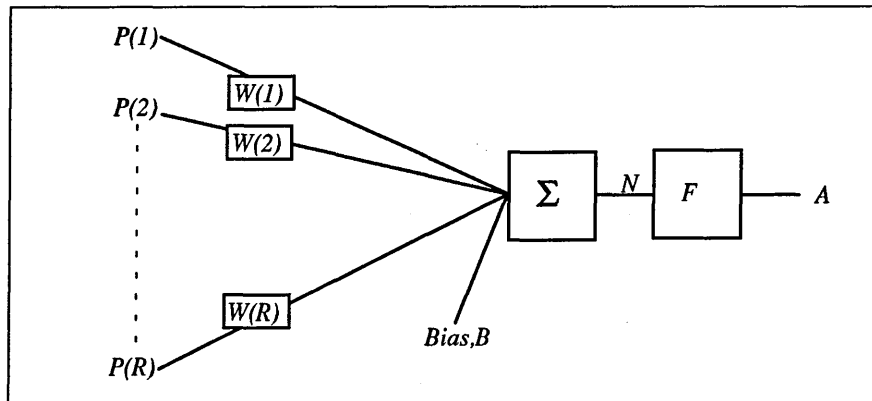 P(1)
W(1)
P(2)
W(2)
Σ
N
F
A
W(R)
Bias,B
P(R)